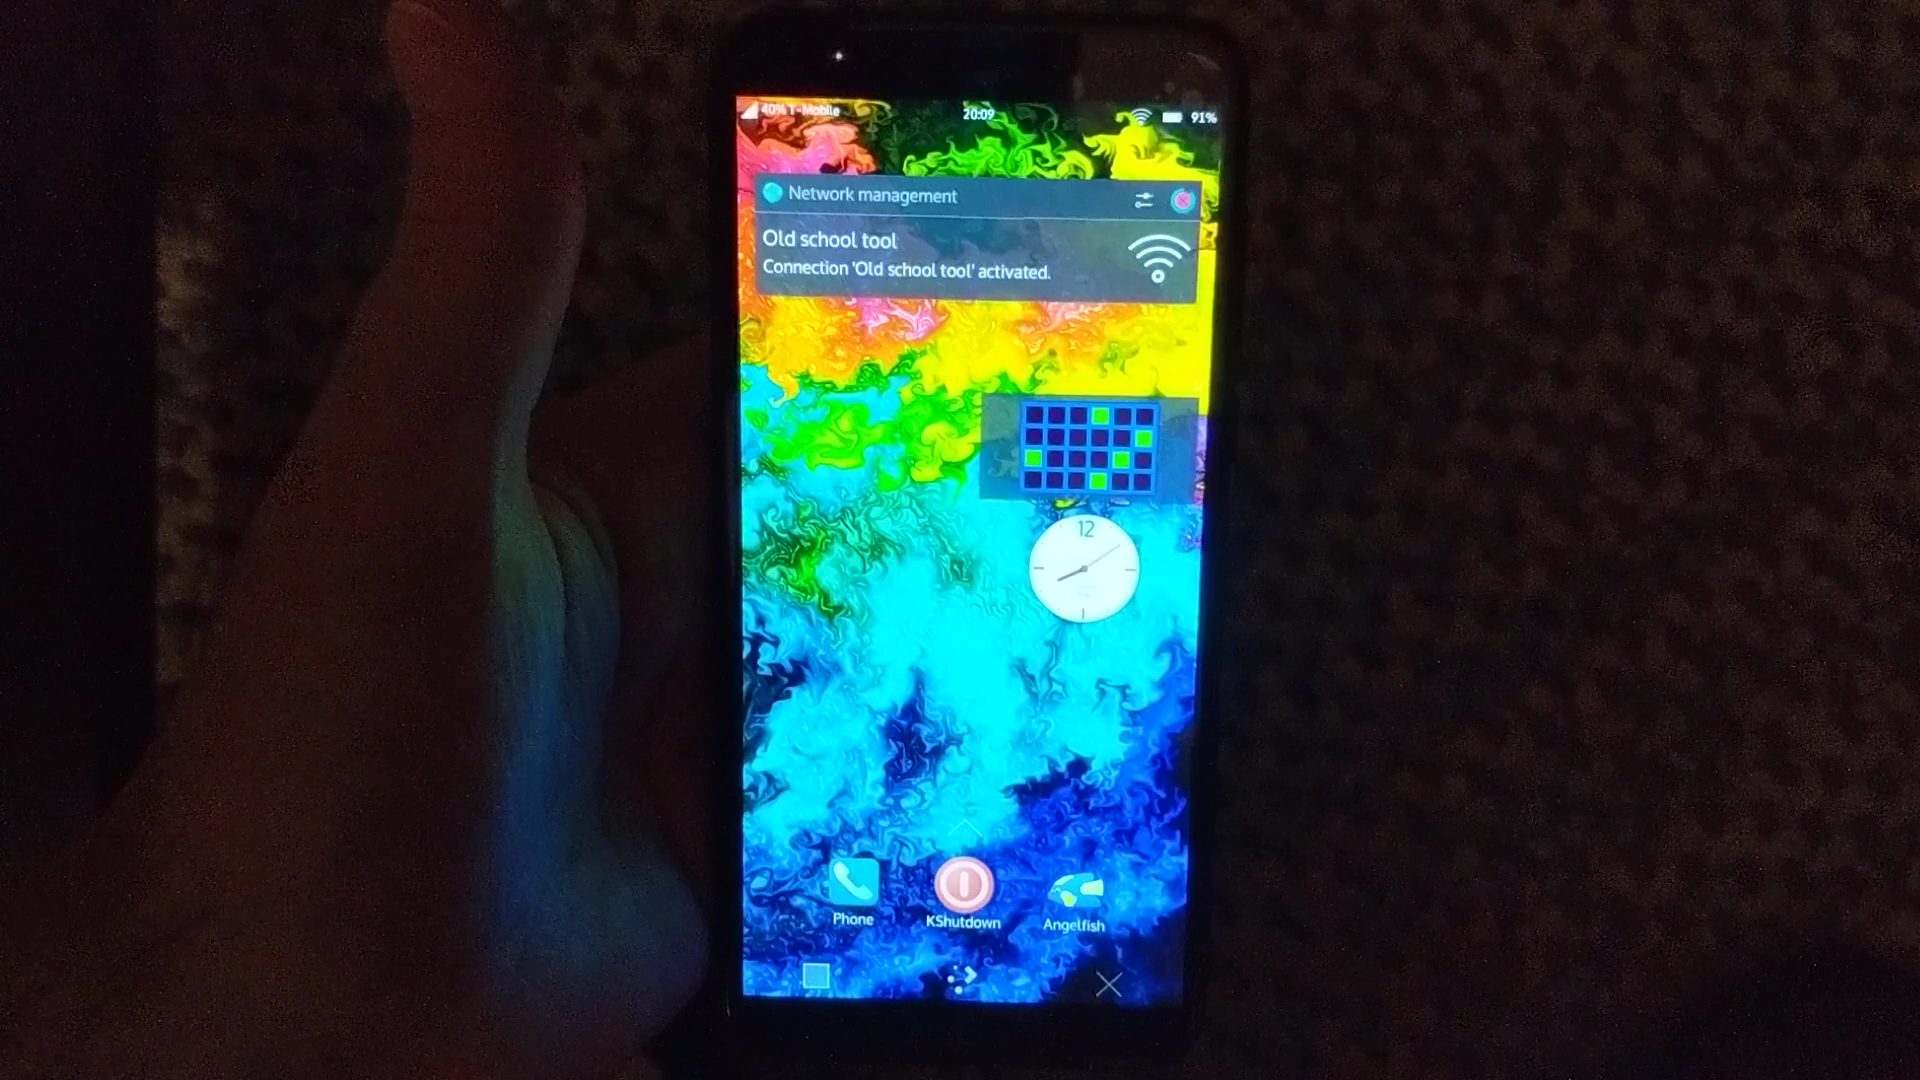 40% T-Mobile 20:09 91%
Network management
Old school tool
Connection 'Old school tool' activated.
12
Phone KShutdown Angelfish